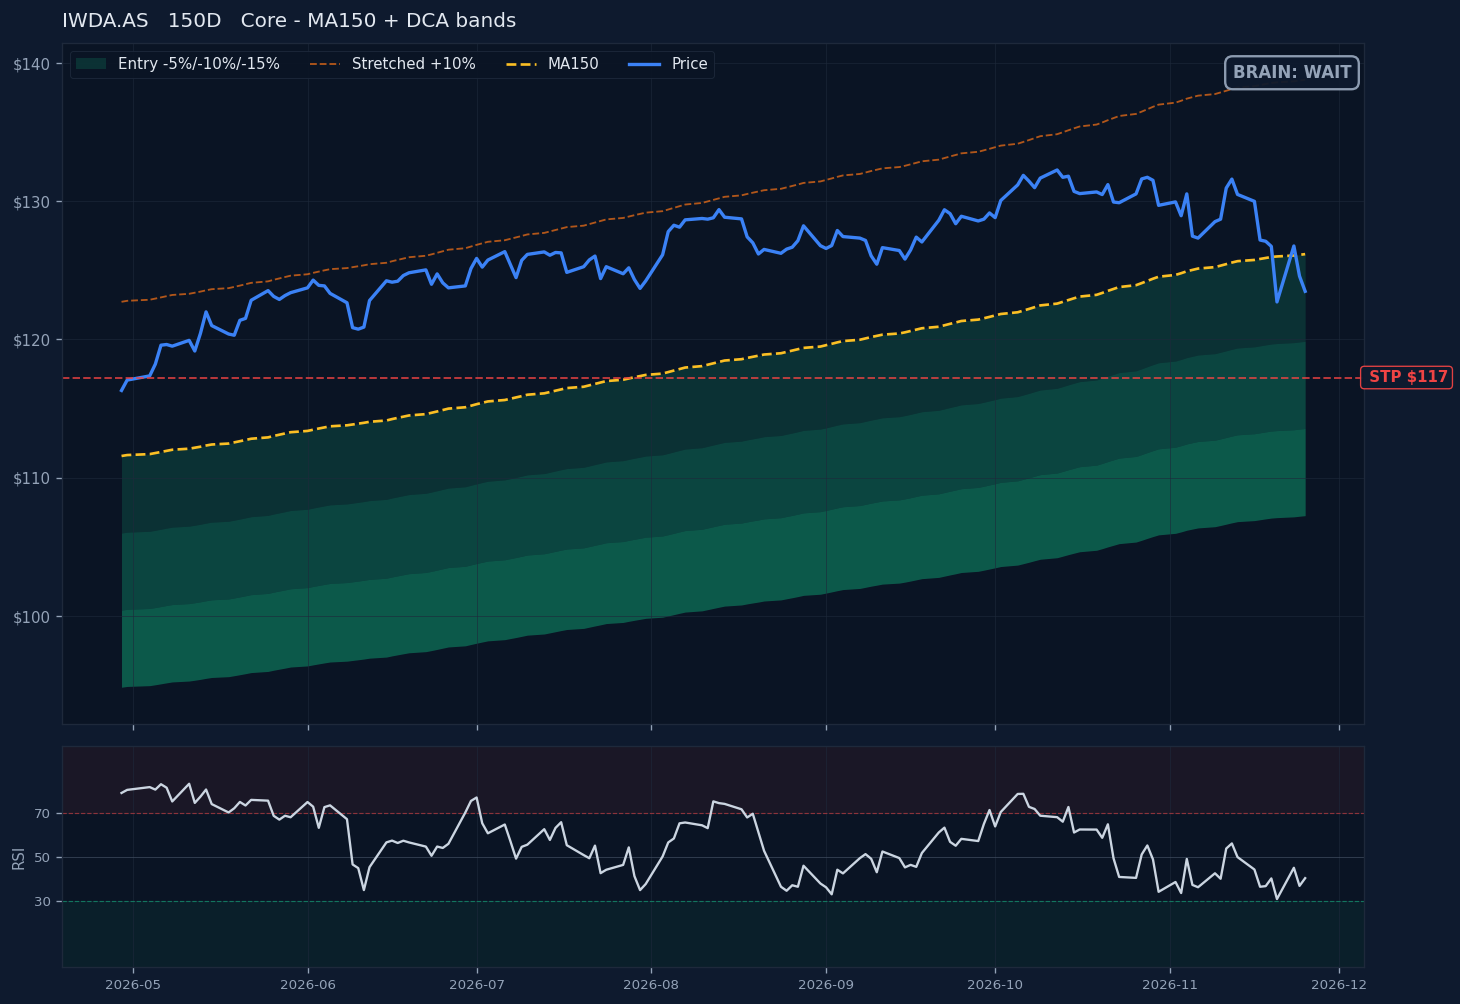 IWDA.AS   150D   Core - MA150 + DCA bands
Entry -5%/-10%/-15%   Stretched +10%   MA150   Price
BRAIN: WAIT
$140
$130
$120
STP $117
$110
$100
RSI
70
50
30
2026-05   2026-06   2026-07   2026-08   2026-09   2026-10   2026-11   2026-12